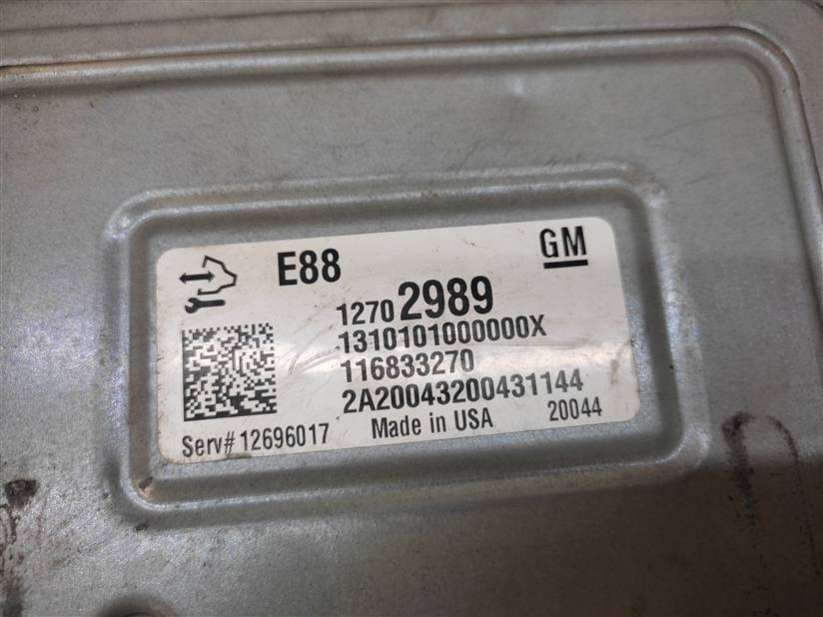 E88
GM
12702989
1310101000000X
116833270
2A20043200431144
Serv# 12696017 Made in USA 20044